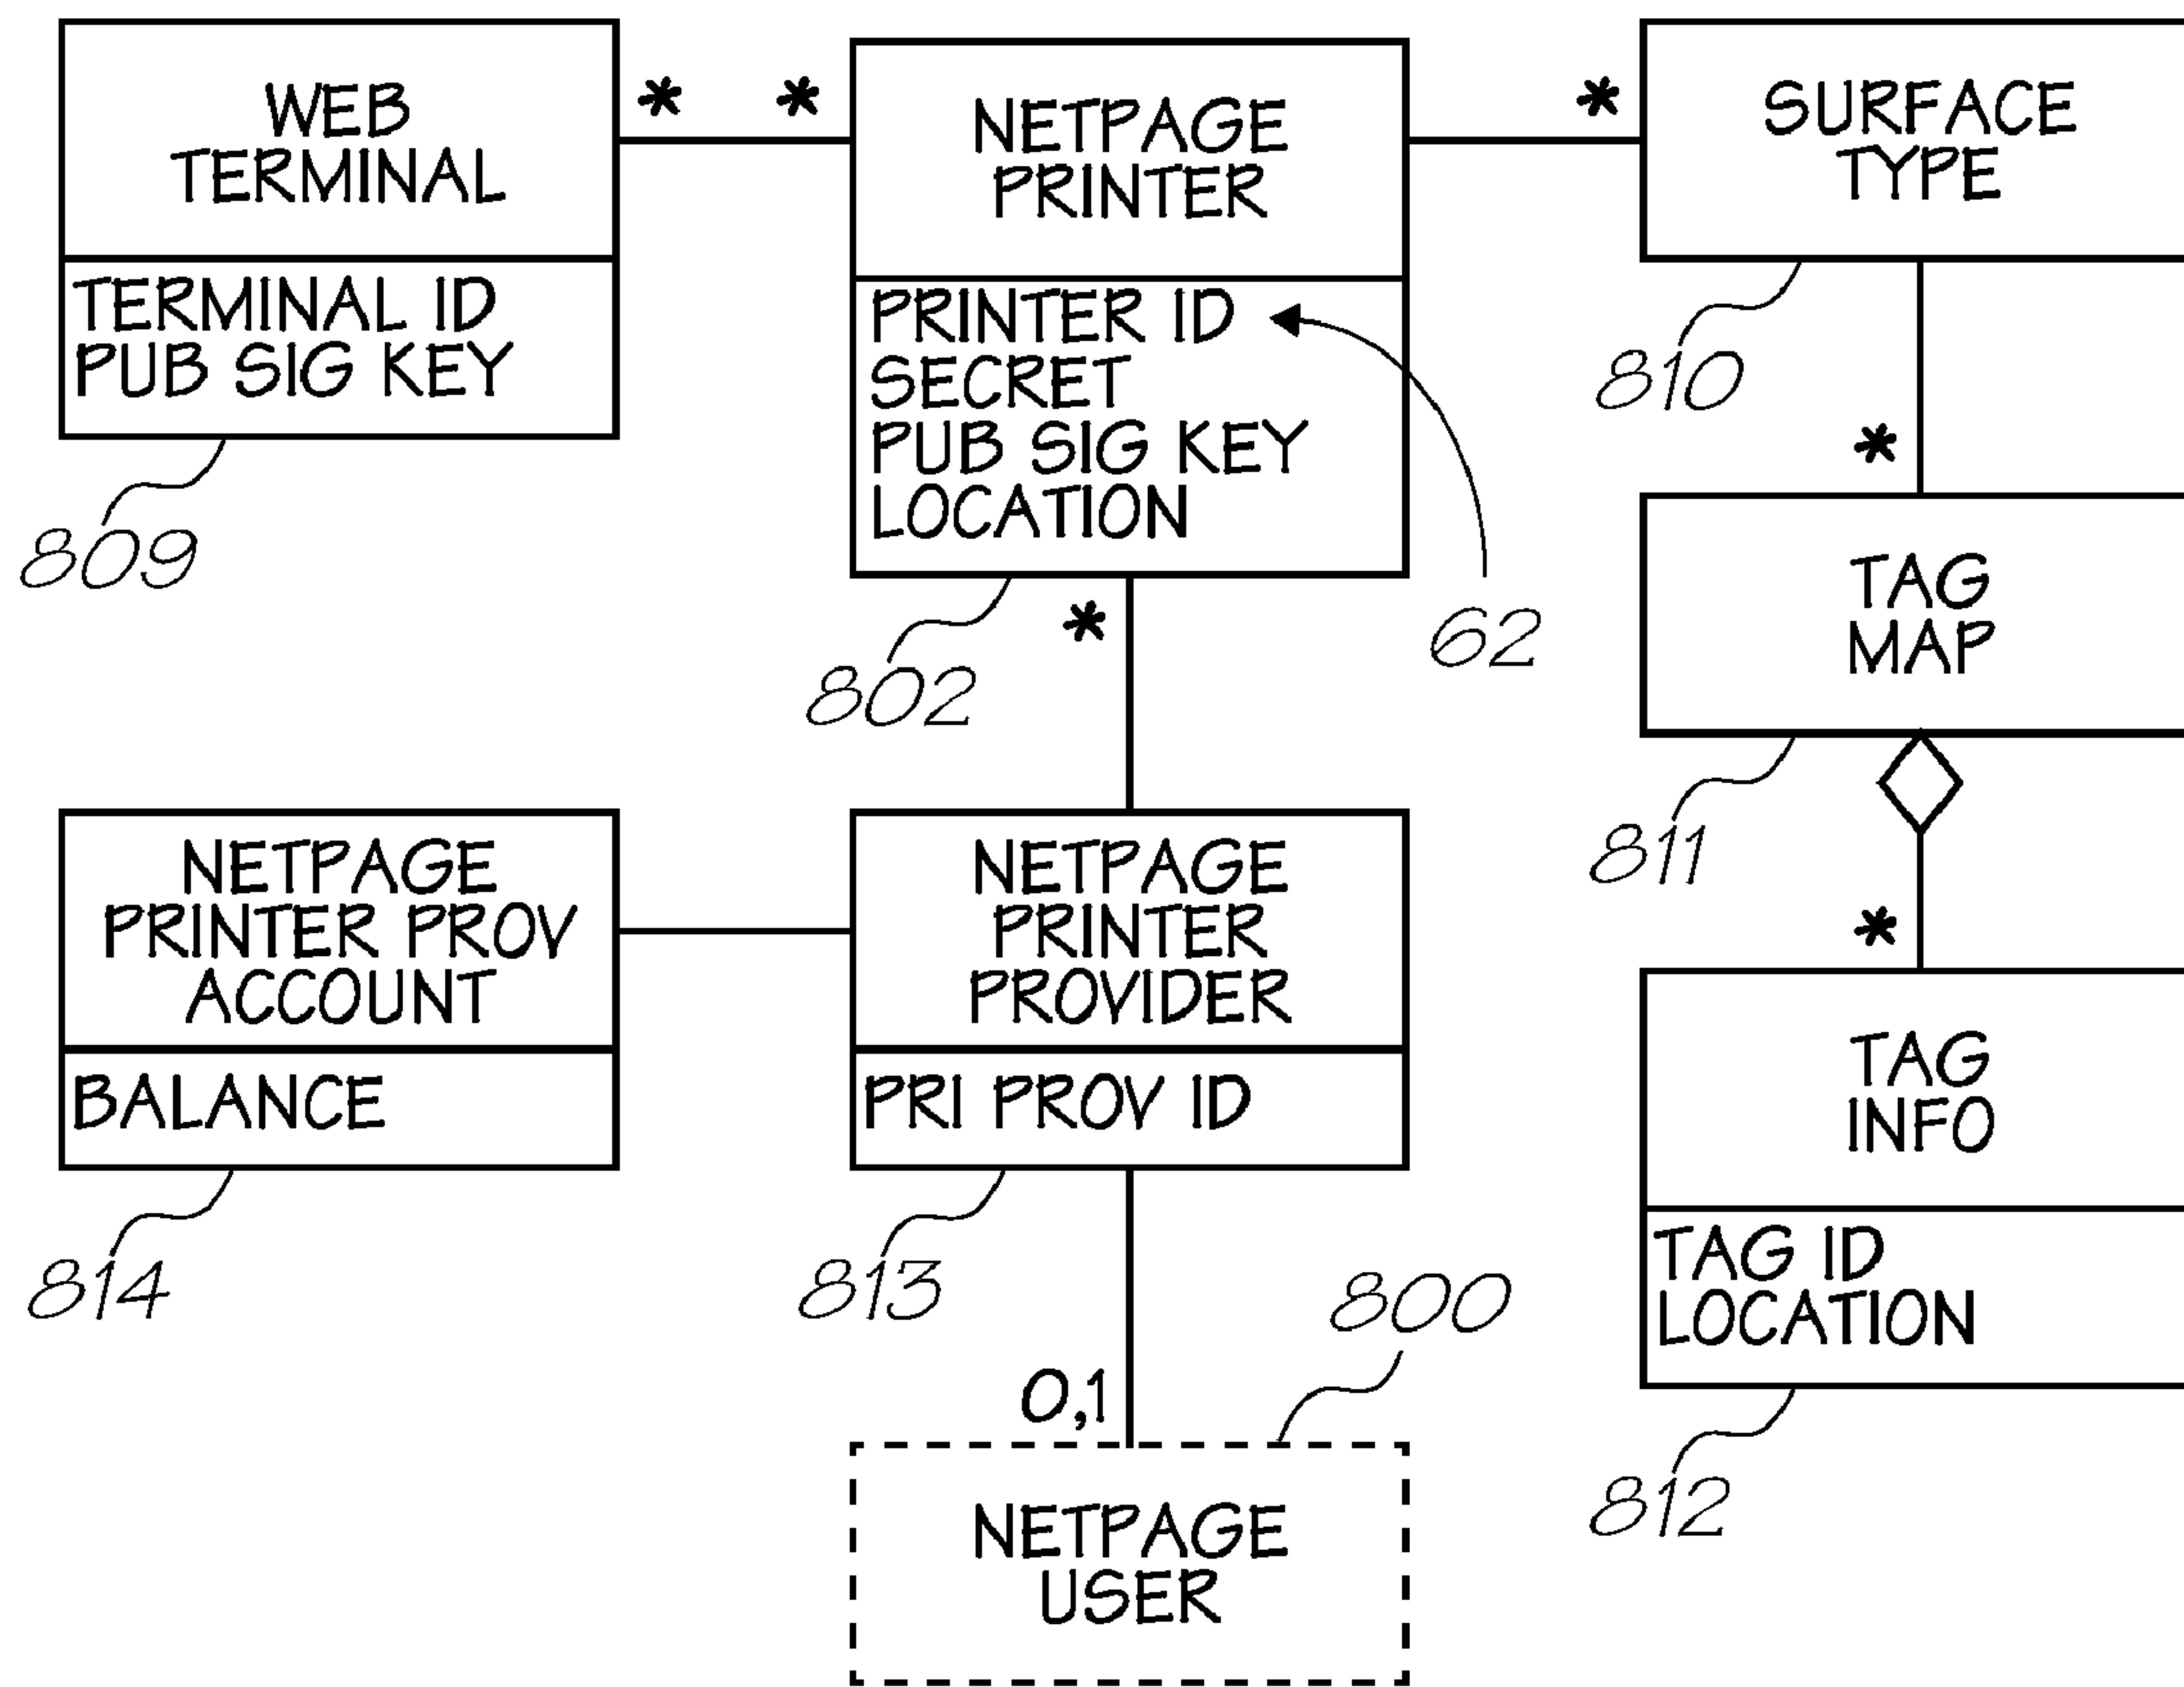 WEB
TERMINAL
TERMINAL ID
PUB SIG KEY
809
*
*
NETPAGE
PRINTER
PRINTER ID
SECRET
PUB SIG KEY
LOCATION
802
62
*
*
SURFACE
TYPE
810
*
TAG
MAP
811
*
NETPAGE
PRINTER PROV
ACCOUNT
BALANCE
814
NETPAGE
PRINTER
PROVIDER
PRI PROV ID
813
TAG
INFO
TAG ID
LOCATION
812
800
0,1
NETPAGE
USER